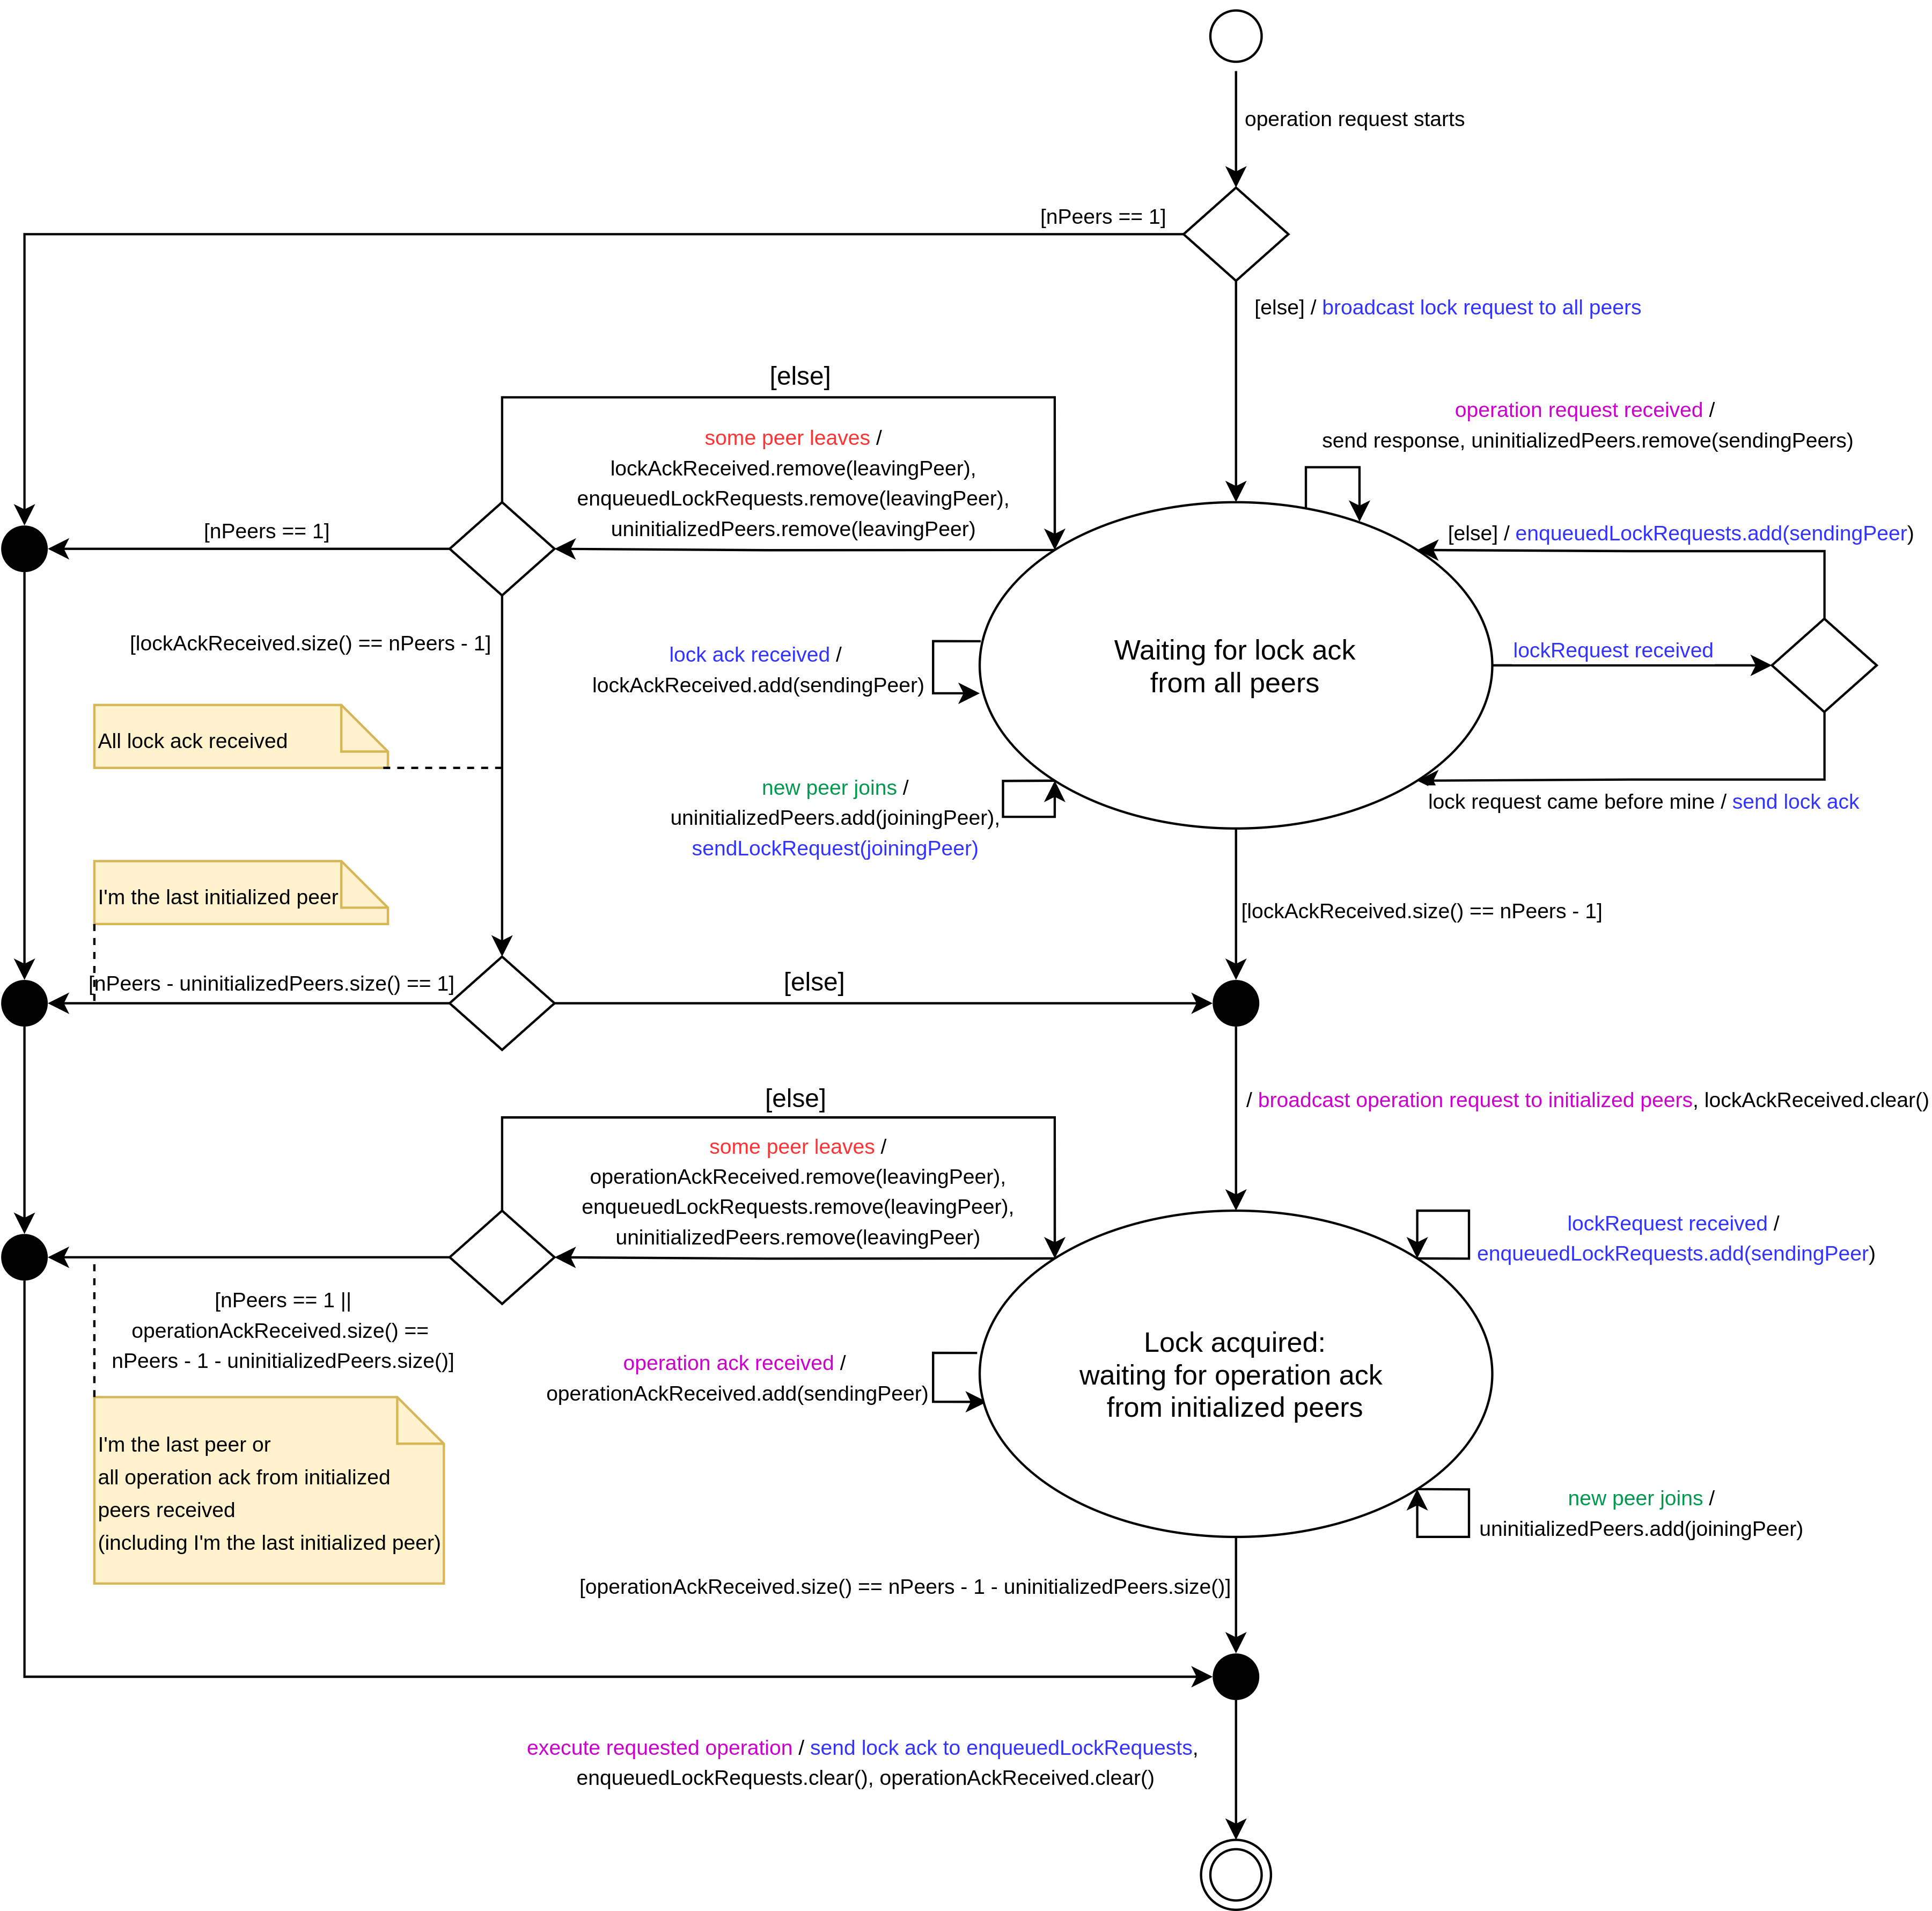 operation request starts
[nPeers == 1]
[else] / broadcast lock request to all peers
[else]
operation request received /
send response, uninitializedPeers.remove(sendingPeers)
some peer leaves /
lockAckReceived.remove(leavingPeer),
enqueuedLockRequests.remove(leavingPeer),
uninitializedPeers.remove(leavingPeer)
[nPeers == 1]
[else] / enqueuedLockRequests.add(sendingPeer)
[lockAckReceived.size() == nPeers - 1]
lock ack received /
lockAckReceived.add(sendingPeer)
Waiting for lock ack
from all peers
lockRequest received
All lock ack received
new peer joins /
uninitializedPeers.add(joiningPeer),
sendLockRequest(joiningPeer)
lock request came before mine / send lock ack
I'm the last initialized peer
[lockAckReceived.size() == nPeers - 1]
[nPeers - uninitializedPeers.size() == 1]
[else]
[else]
/ broadcast operation request to initialized peers, lockAckReceived.clear()
some peer leaves /
operationAckReceived.remove(leavingPeer),
enqueuedLockRequests.remove(leavingPeer),
uninitializedPeers.remove(leavingPeer)
lockRequest received /
enqueuedLockRequests.add(sendingPeer)
[nPeers == 1 ||
operationAckReceived.size() ==
nPeers - 1 - uninitializedPeers.size()]
operation ack received /
operationAckReceived.add(sendingPeer)
Lock acquired:
waiting for operation ack
from initialized peers
I'm the last peer or
all operation ack from initialized
peers received
(including I'm the last initialized peer)
new peer joins /
uninitializedPeers.add(joiningPeer)
[operationAckReceived.size() == nPeers - 1 - uninitializedPeers.size()]
execute requested operation / send lock ack to enqueuedLockRequests,
enqueuedLockRequests.clear(), operationAckReceived.clear()